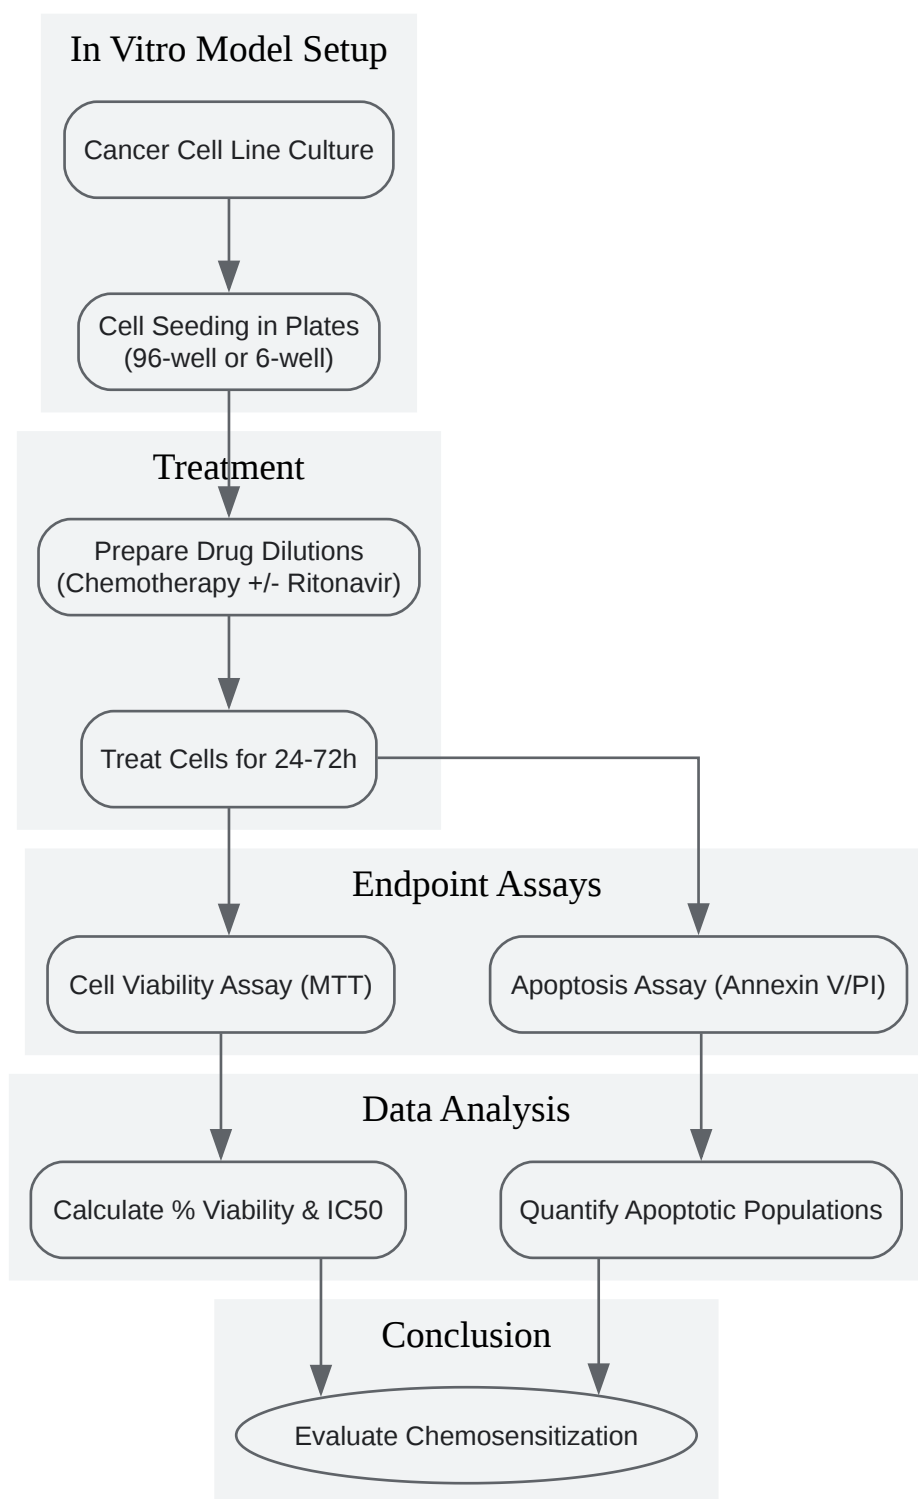 In Vitro Model Setup
Cancer Cell Line Culture
Cell Seeding in Plates
(96-well or 6-well)
Treatment
Prepare Drug Dilutions
(Chemotherapy +/- Ritonavir)
Treat Cells for 24-72h
Endpoint Assays
Cell Viability Assay (MTT)
Apoptosis Assay (Annexin V/PI)
Data Analysis
Calculate % Viability & IC50
Quantify Apoptotic Populations
Conclusion
Evaluate Chemosensitization